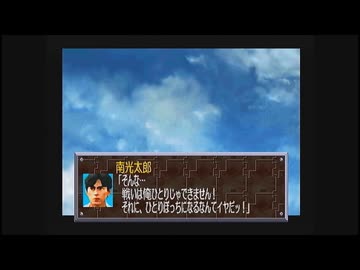 南光太郎
「そんな…
戦いは俺ひとりじゃできません！
それに、ひとりぼっちになるなんてイヤだッ！」